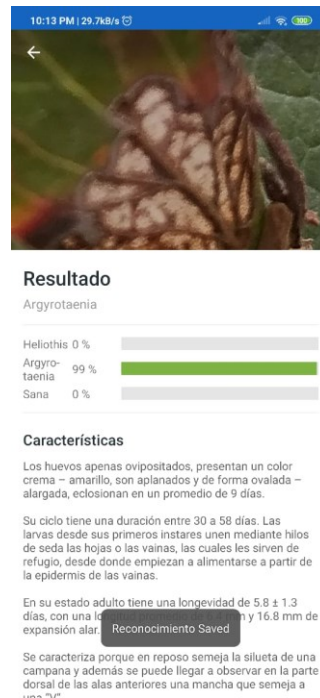 10:13 PM | 29.7kB/s
100
Resultado
Argyrotaenia
Heliothis 0 %
Argyro-
taenia 99 %
Sana 0 %
Características
Los huevos apenas ovipositados, presentan un color
crema – amarillo, son aplanados y de forma ovalada –
alargada, eclosionan en un promedio de 9 días.
Su ciclo tiene una duración entre 30 a 58 días. Las
larvas desde sus primeros instares unen mediante hilos
de seda las hojas o las vainas, las cuales les sirven de
refugio, desde donde empiezan a alimentarse a partir de
la epidermis de las vainas.
En su estado adulto tiene una longevidad de 5.8 ± 1.3
días, con una y 16.8 mm de
expansión alar.
Reconocimiento Saved
Se caracteriza porque en reposo semeja la silueta de una
campana y además se puede llegar a observar en la parte
dorsal de las alas anteriores una mancha que semeja a
una "V"